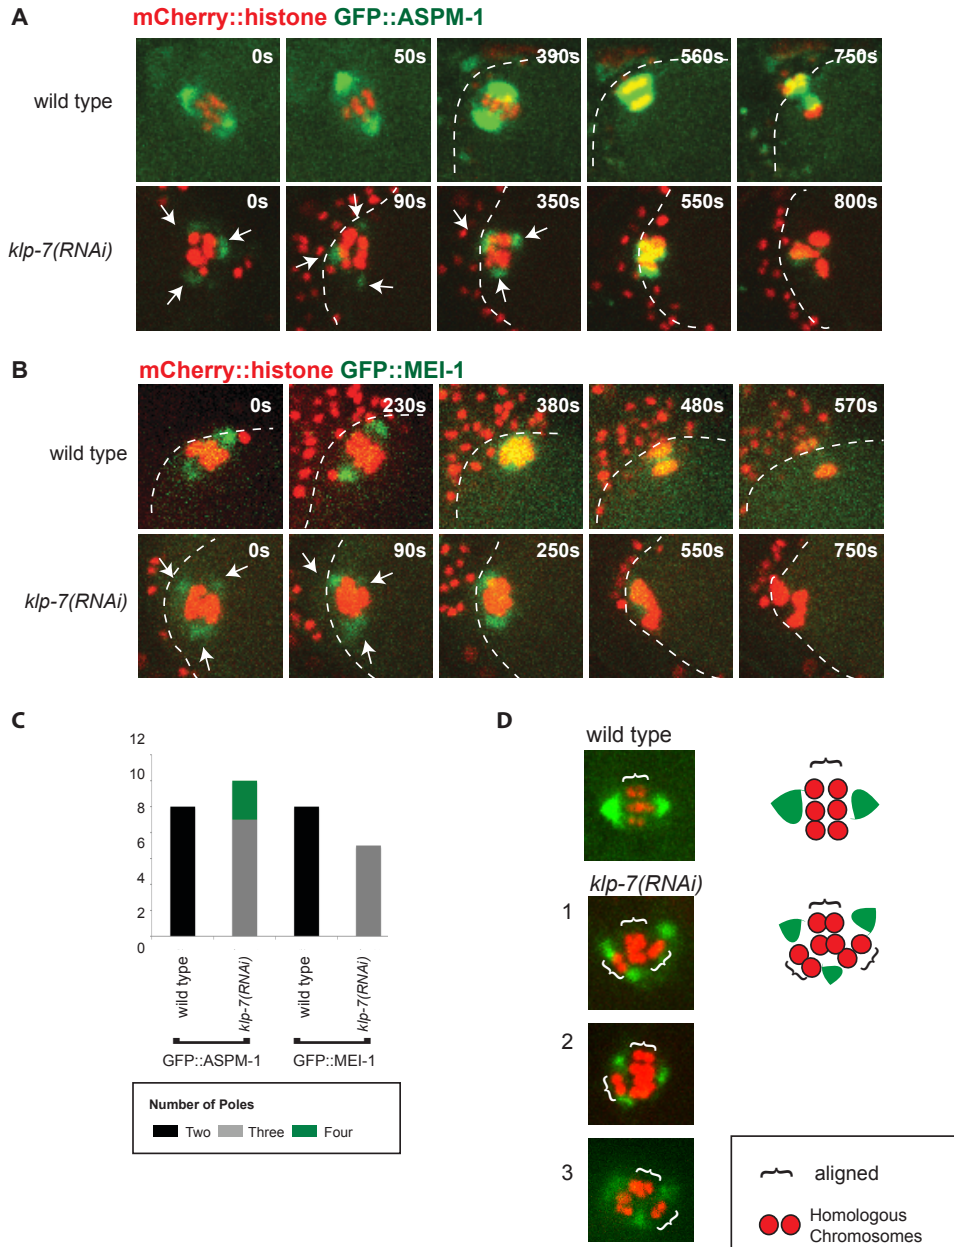 A
mCherry::histone GFP::ASPM-1
wild type
0s
50s
390s
560s
750s
klp-7(RNAi)
0s
90s
350s
550s
800s
B
mCherry::histone GFP::MEI-1
wild type
0s
230s
380s
480s
570s
klp-7(RNAi)
0s
90s
250s
550s
750s
C
12
10
8
6
4
2
0
wild type
klp-7(RNAi)
wild type
klp-7(RNAi)
GFP::ASPM-1
GFP::MEI-1
Number of Poles
Two
Three
Four
D
wild type
klp-7(RNAi)
1
2
3
aligned
Homologous
Chromosomes